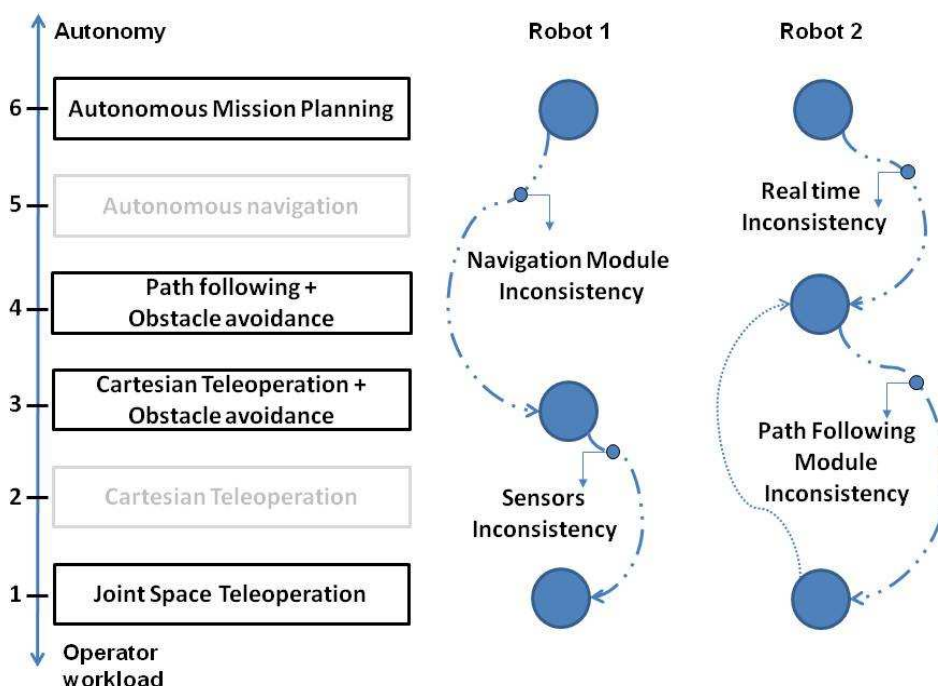 Autonomy
Robot 1
Robot 2
6
Autonomous Mission Planning
5
Autonomous navigation
Real time
Inconsistency
Navigation Module
Inconsistency
4
Path following +
Obstacle avoidance
3
Cartesian Teleoperation +
Obstacle avoidance
Path Following
Module
Inconsistency
2
Cartesian Teleoperation
Sensors
Inconsistency
1
Joint Space Teleoperation
Operator
workload